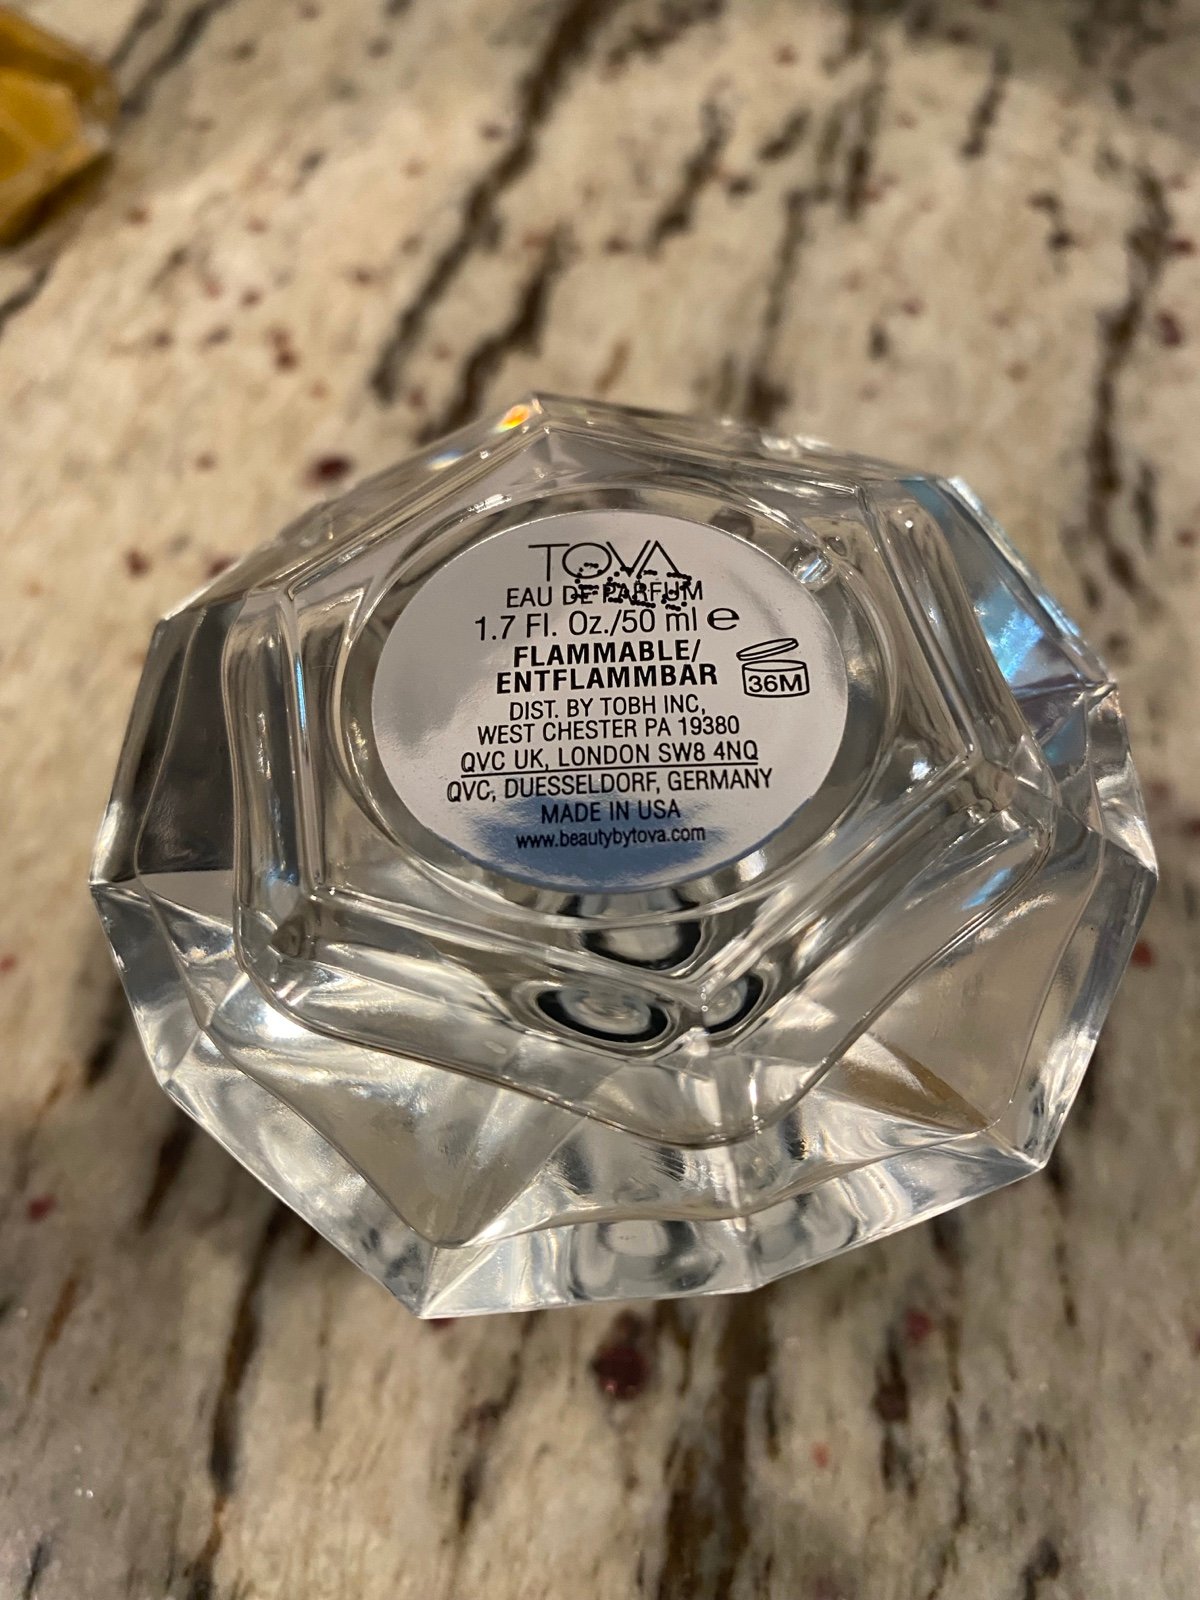 TOVA
EAU DE PARFUM
1.7 Fl. Oz./50 ml e
FLAMMABLE/
ENTFLAMMBAR
36M
DIST. BY TOBH INC,
WEST CHESTER PA 19380
QVC UK, LONDON SW8 4NQ
QVC, DUESSELDORF, GERMANY
MADE IN USA
www.beautybytova.com